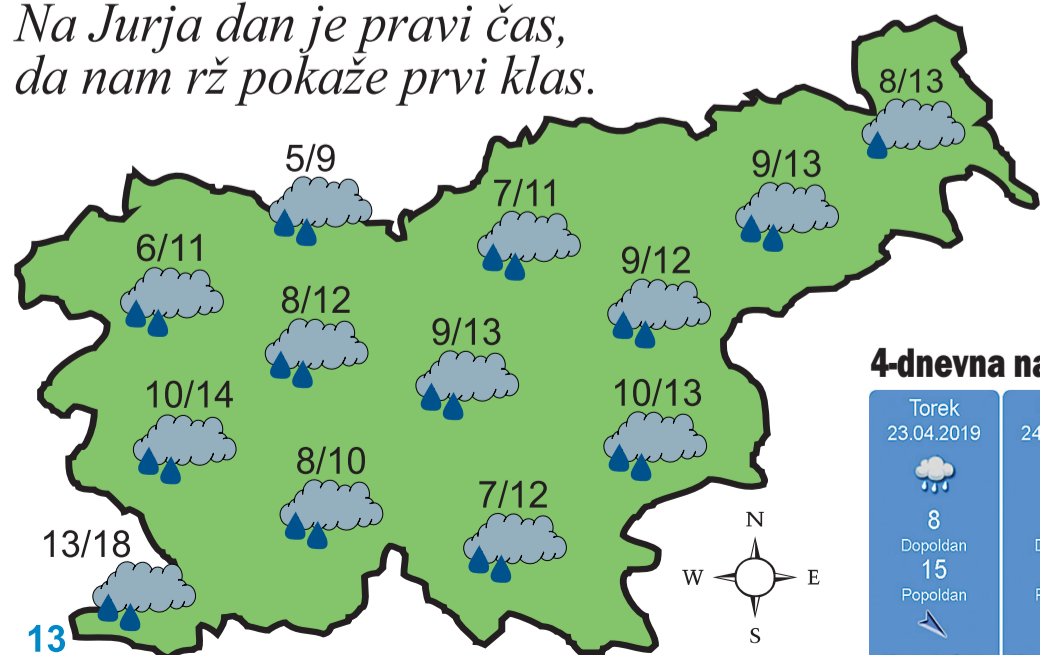 Na Jurja dan je pravi čas,
da nam rž pokaže prvi klas.
8/13
5/9
9/13
7/11
6/11
9/12
8/12
9/13
10/14
10/13
8/10
7/12
13/18
13
N
W E
S
4-dnevna na
Torek
23.04.2019
8
Dopoldan
15
Popoldan
24
D
P